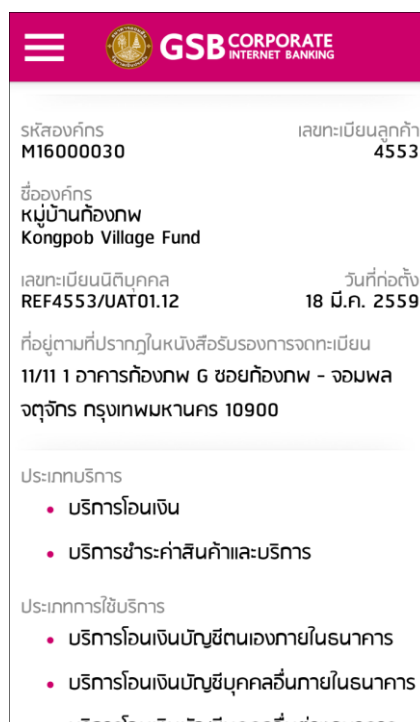 GSB CORPORATE
INTERNET BANKING
รหัสองค์กร เลขทะเบียนลูกค้า
M16000030 4553
ชื่อองค์กร
หมู่บ้านก้องภพ
Kongpob Village Fund
เลขทะเบียนนิติบุคคล วันที่ก่อตั้ง
REF4553/UAT01.12 18 มี.ค. 2559
ที่อยู่ตามที่ปรากฎในหนังสือรับรองการจดทะเบียน
11/11 1 อาคารก้องภพ G ซอยก้องภพ - จอมพล
จตุจักร กรุงเทพมหานคร 10900
ประเภทบริการ
• บริการโอนเงิน
• บริการชำระค่าสินค้าและบริการ
ประเภทการใช้บริการ
• บริการโอนเงินบัญชีตนเองภายในธนาคาร
• บริการโอนเงินบัญชีบุคคลอื่นภายในธนาคาร